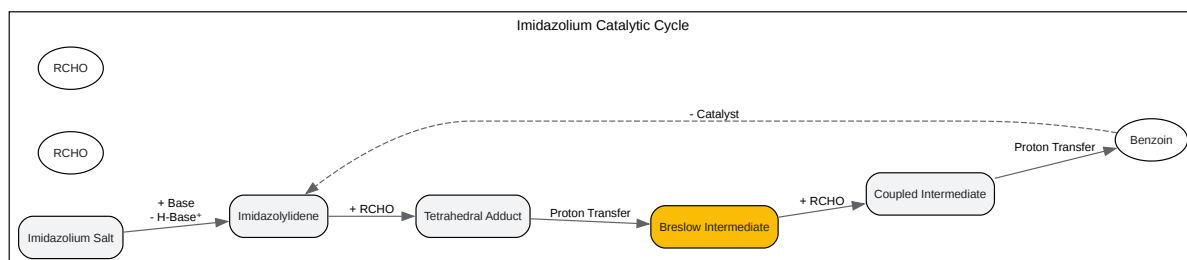 Imidazolium Catalytic Cycle
RCHO
RCHO
- Catalyst
Benzoin
Proton Transfer
Coupled Intermediate
+ Base
- H-Base⁺
Imidazolium Salt
Imidazolylidene
+ RCHO
Tetrahedral Adduct
Proton Transfer
Breslow Intermediate
+ RCHO